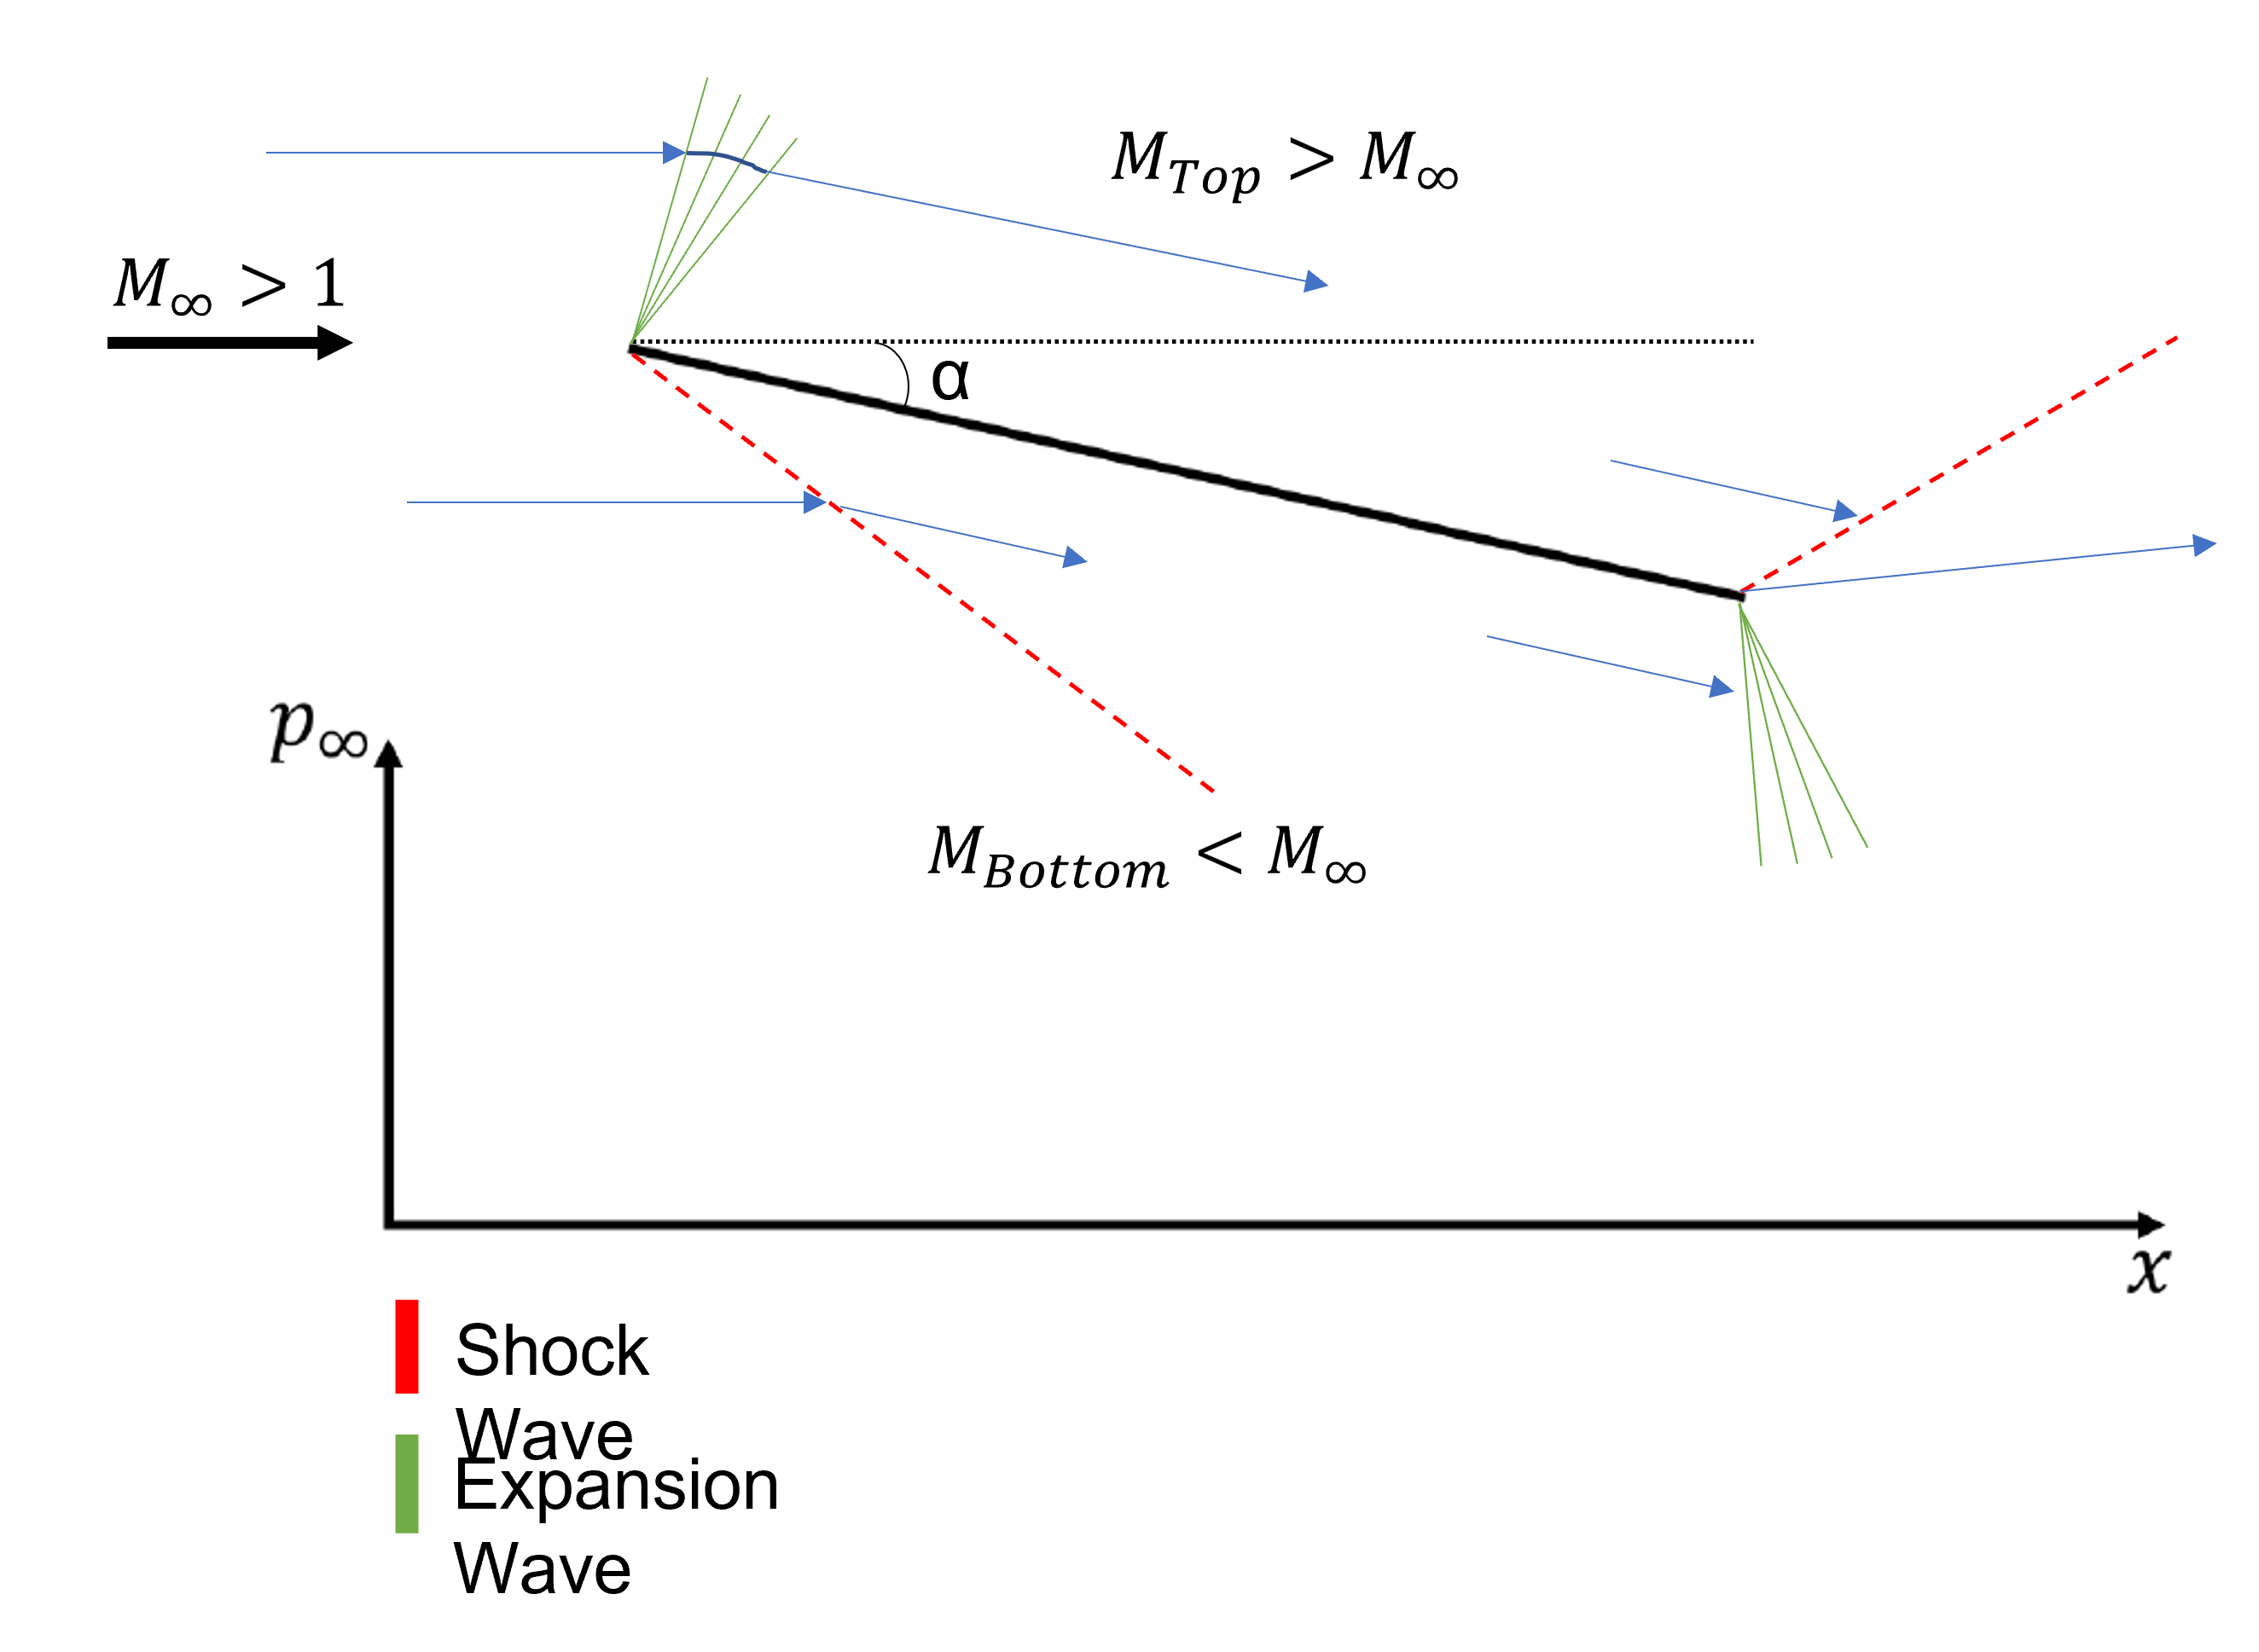 M_Top > M_∞
M_∞ > 1
α
p_∞
M_Bottom < M_∞
x
Shock
Wave
Expansion
Wave